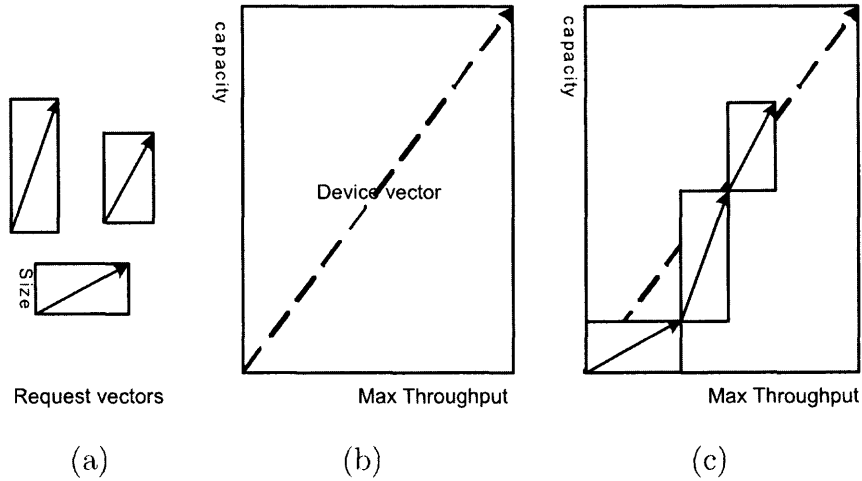 Size
Request vectors
(a)
capacity
Device vector
Max Throughput
(b)
capacity
Max Throughput
(c)